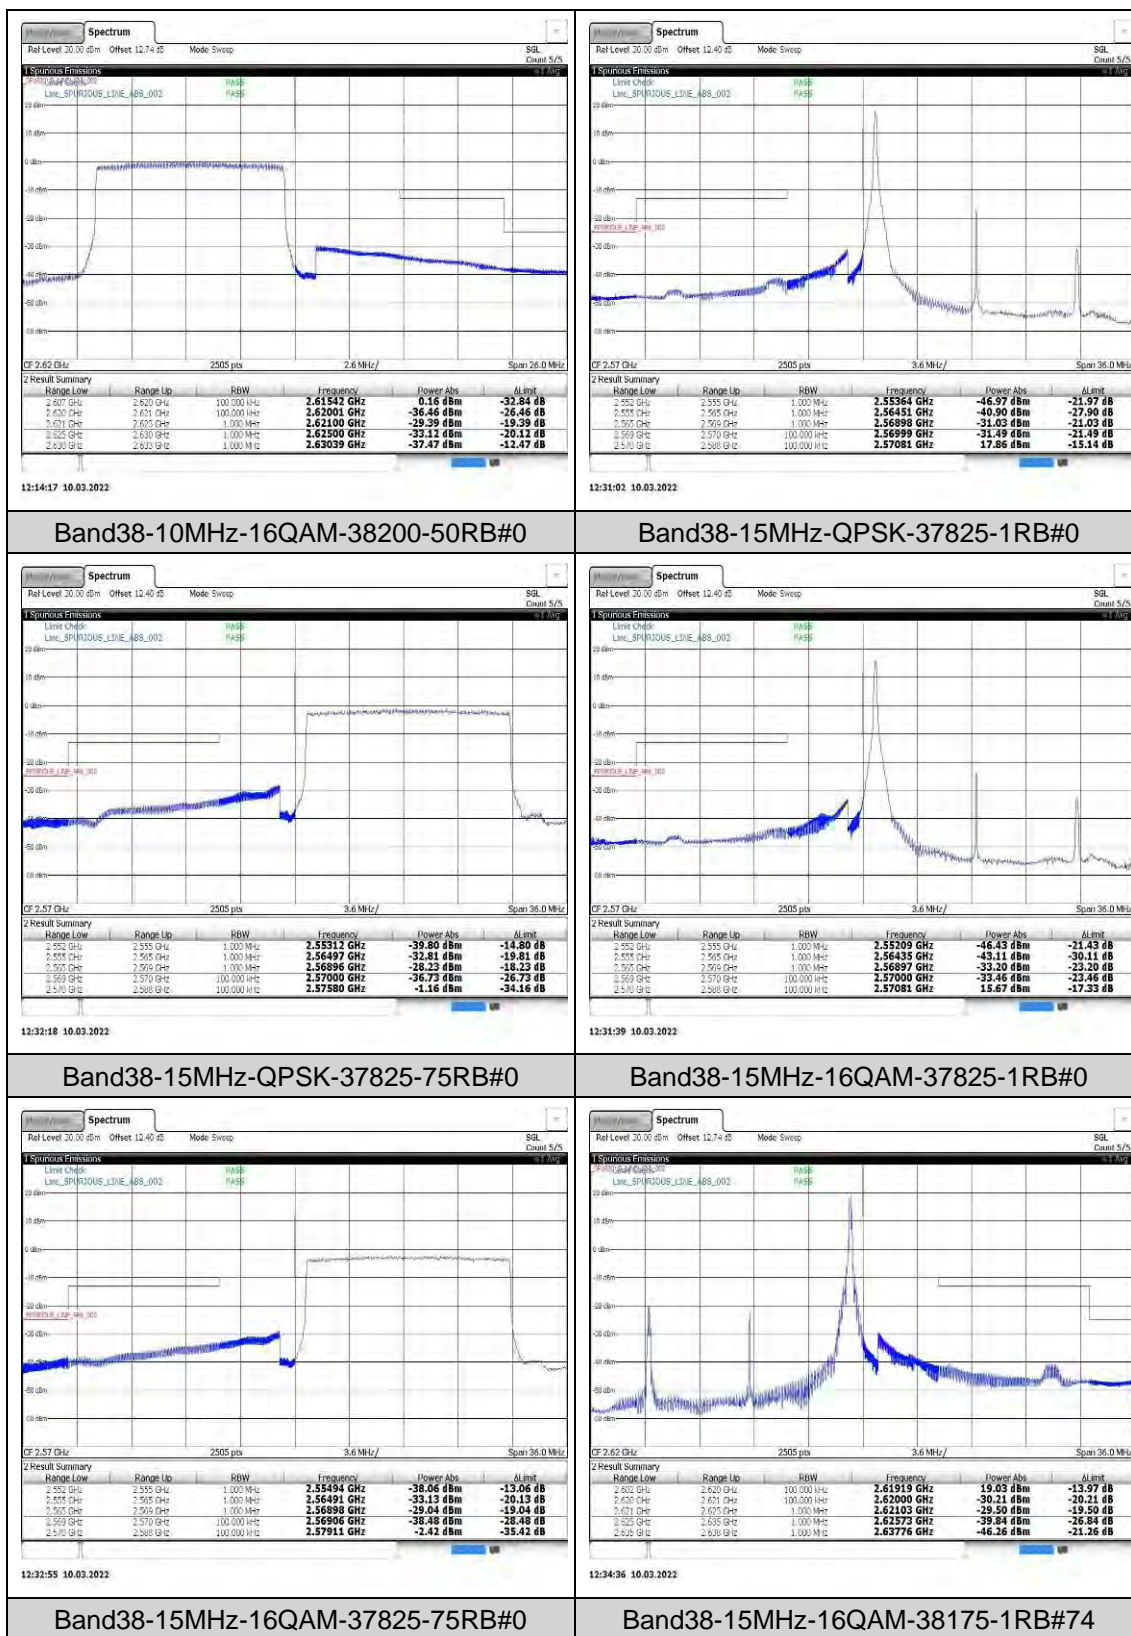 Spectrum
Ref Level 30.00 dBm Offset 12.74 dB Mode Sweep
SGL
Count 5/5
1 Spurious Emissions
Limit Check PASS
Line_SPURIOUS_LINE_ABS_002 PASS
CF 2.62 GHz 2505 pts 2.6 MHz/ Span 26.0 MHz
2 Result Summary
Range Low Range Up RBW Frequency Power Abs ΔLimit
2.607 GHz 2.620 GHz 100.000 kHz 2.61542 GHz 0.16 dBm -32.84 dB
2.620 GHz 2.621 GHz 100.000 kHz 2.62001 GHz -36.46 dBm -26.46 dB
2.621 GHz 2.625 GHz 1.000 MHz 2.62100 GHz -29.39 dBm -19.39 dB
2.625 GHz 2.630 GHz 1.000 MHz 2.62500 GHz -33.12 dBm -20.12 dB
2.630 GHz 2.633 GHz 1.000 MHz 2.63039 GHz -37.47 dBm -12.47 dB
12:14:17 10.03.2022
Band38-10MHz-16QAM-38200-50RB#0
Spectrum
Ref Level 30.00 dBm Offset 12.40 dB Mode Sweep
SGL
Count 5/5
1 Spurious Emissions
Limit Check PASS
Line_SPURIOUS_LINE_ABS_002 PASS
CF 2.57 GHz 2505 pts 3.6 MHz/ Span 36.0 MHz
2 Result Summary
Range Low Range Up RBW Frequency Power Abs ΔLimit
2.552 GHz 2.555 GHz 1.000 MHz 2.55364 GHz -46.97 dBm -21.97 dB
2.555 GHz 2.565 GHz 1.000 MHz 2.56451 GHz -40.90 dBm -27.90 dB
2.565 GHz 2.569 GHz 1.000 MHz 2.56898 GHz -31.03 dBm -21.03 dB
2.569 GHz 2.570 GHz 100.000 kHz 2.56999 GHz -31.49 dBm -21.49 dB
2.570 GHz 2.588 GHz 100.000 kHz 2.57081 GHz 17.86 dBm -15.14 dB
12:31:02 10.03.2022
Band38-15MHz-QPSK-37825-1RB#0
Spectrum
Ref Level 30.00 dBm Offset 12.40 dB Mode Sweep
SGL
Count 5/5
1 Spurious Emissions
Limit Check PASS
Line_SPURIOUS_LINE_ABS_002 PASS
CF 2.57 GHz 2505 pts 3.6 MHz/ Span 36.0 MHz
2 Result Summary
Range Low Range Up RBW Frequency Power Abs ΔLimit
2.552 GHz 2.555 GHz 1.000 MHz 2.55312 GHz -39.80 dBm -14.80 dB
2.555 GHz 2.565 GHz 1.000 MHz 2.56497 GHz -32.81 dBm -19.81 dB
2.565 GHz 2.569 GHz 1.000 MHz 2.56896 GHz -28.23 dBm -18.23 dB
2.569 GHz 2.570 GHz 100.000 kHz 2.57000 GHz -36.73 dBm -26.73 dB
2.570 GHz 2.588 GHz 100.000 kHz 2.57580 GHz -1.16 dBm -34.16 dB
12:32:18 10.03.2022
Band38-15MHz-QPSK-37825-75RB#0
Spectrum
Ref Level 30.00 dBm Offset 12.40 dB Mode Sweep
SGL
Count 5/5
1 Spurious Emissions
Limit Check PASS
Line_SPURIOUS_LINE_ABS_002 PASS
CF 2.57 GHz 2505 pts 3.6 MHz/ Span 36.0 MHz
2 Result Summary
Range Low Range Up RBW Frequency Power Abs ΔLimit
2.552 GHz 2.555 GHz 1.000 MHz 2.55209 GHz -46.43 dBm -21.43 dB
2.555 GHz 2.565 GHz 1.000 MHz 2.56435 GHz -43.11 dBm -30.11 dB
2.565 GHz 2.569 GHz 1.000 MHz 2.56897 GHz -33.20 dBm -23.20 dB
2.569 GHz 2.570 GHz 100.000 kHz 2.57000 GHz -33.46 dBm -23.46 dB
2.570 GHz 2.588 GHz 100.000 kHz 2.57081 GHz 15.67 dBm -17.33 dB
12:31:39 10.03.2022
Band38-15MHz-16QAM-37825-1RB#0
Spectrum
Ref Level 30.00 dBm Offset 12.40 dB Mode Sweep
SGL
Count 5/5
1 Spurious Emissions
Limit Check PASS
Line_SPURIOUS_LINE_ABS_002 PASS
CF 2.57 GHz 2505 pts 3.6 MHz/ Span 36.0 MHz
2 Result Summary
Range Low Range Up RBW Frequency Power Abs ΔLimit
2.552 GHz 2.555 GHz 1.000 MHz 2.55494 GHz -38.06 dBm -13.06 dB
2.555 GHz 2.565 GHz 1.000 MHz 2.56491 GHz -33.13 dBm -20.13 dB
2.565 GHz 2.569 GHz 1.000 MHz 2.56898 GHz -29.04 dBm -19.04 dB
2.569 GHz 2.570 GHz 100.000 kHz 2.56906 GHz -38.48 dBm -28.48 dB
2.570 GHz 2.588 GHz 100.000 kHz 2.57911 GHz -2.42 dBm -35.42 dB
12:32:55 10.03.2022
Band38-15MHz-16QAM-37825-75RB#0
Spectrum
Ref Level 30.00 dBm Offset 12.74 dB Mode Sweep
SGL
Count 5/5
1 Spurious Emissions
Limit Check PASS
Line_SPURIOUS_LINE_ABS_002 PASS
CF 2.62 GHz 2505 pts 3.6 MHz/ Span 36.0 MHz
2 Result Summary
Range Low Range Up RBW Frequency Power Abs ΔLimit
2.602 GHz 2.620 GHz 100.000 kHz 2.61919 GHz 19.03 dBm -13.97 dB
2.620 GHz 2.621 GHz 100.000 kHz 2.62000 GHz -30.21 dBm -20.21 dB
2.621 GHz 2.625 GHz 1.000 MHz 2.62103 GHz -29.50 dBm -19.50 dB
2.625 GHz 2.635 GHz 1.000 MHz 2.62573 GHz -39.84 dBm -26.84 dB
2.635 GHz 2.638 GHz 1.000 MHz 2.63776 GHz -46.26 dBm -21.26 dB
12:34:36 10.03.2022
Band38-15MHz-16QAM-38175-1RB#74